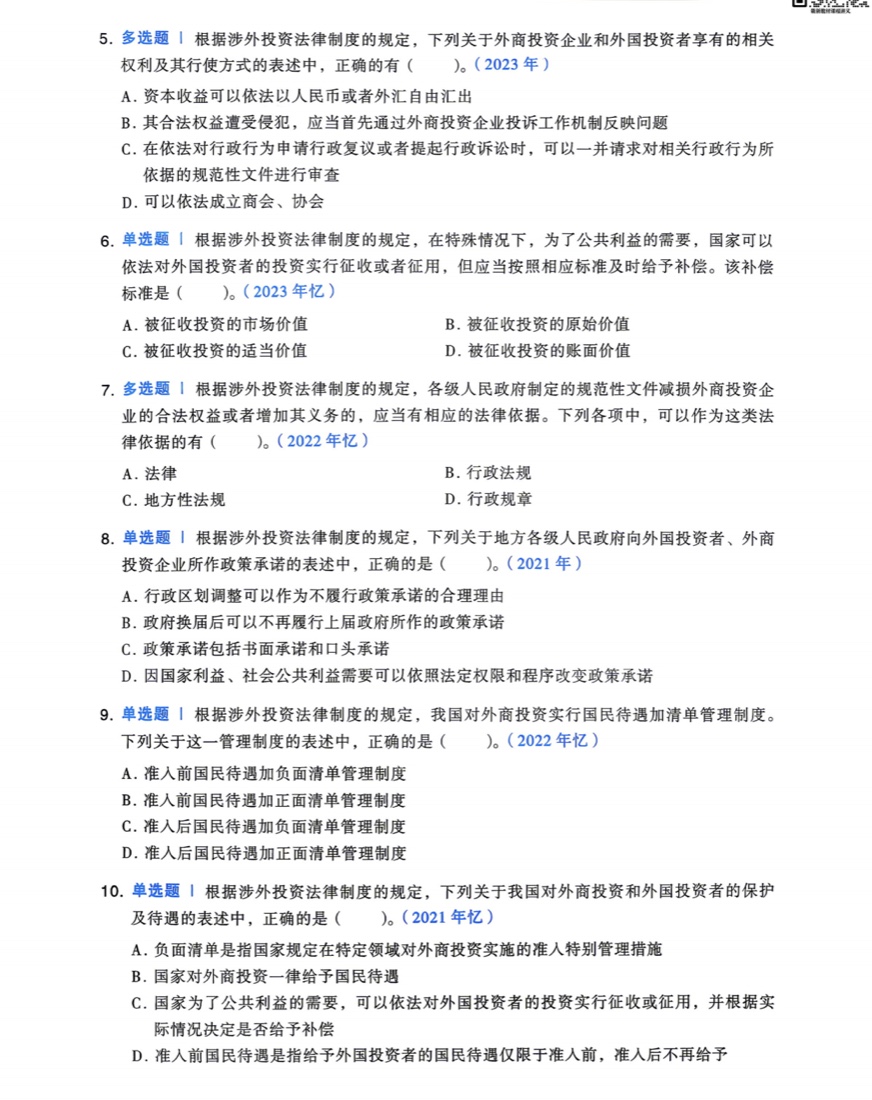 5. 多选题 | 根据涉外投资法律制度的规定，下列关于外商投资企业和外国投资者享有的相关
权利及其行使方式的表述中，正确的有（　　）。（2023 年）
A. 资本收益可以依法以人民币或者外汇自由汇出
B. 其合法权益遭受侵犯，应当首先通过外商投资企业投诉工作机制反映问题
C. 在依法对行政行为申请行政复议或者提起行政诉讼时，可以一并请求对相关行政行为所
依据的规范性文件进行审查
D. 可以依法成立商会、协会
6. 单选题 | 根据涉外投资法律制度的规定，在特殊情况下，为了公共利益的需要，国家可以
依法对外国投资者的投资实行征收或者征用，但应当按照相应标准及时给予补偿。该补偿
标准是（　　）。（2023 年忆）
A. 被征收投资的市场价值　　B. 被征收投资的原始价值
C. 被征收投资的适当价值　　D. 被征收投资的账面价值
7. 多选题 | 根据涉外投资法律制度的规定，各级人民政府制定的规范性文件减损外商投资企
业的合法权益或者增加其义务的，应当有相应的法律依据。下列各项中，可以作为这类法
律依据的有（　　）。（2022 年忆）
A. 法律　　B. 行政法规
C. 地方性法规　　D. 行政规章
8. 单选题 | 根据涉外投资法律制度的规定，下列关于地方各级人民政府向外国投资者、外商
投资企业所作政策承诺的表述中，正确的是（　　）。（2021 年）
A. 行政区划调整可以作为不履行政策承诺的合理理由
B. 政府换届后可以不再履行上届政府所作的政策承诺
C. 政策承诺包括书面承诺和口头承诺
D. 因国家利益、社会公共利益需要可以依照法定权限和程序改变政策承诺
9. 单选题 | 根据涉外投资法律制度的规定，我国对外商投资实行国民待遇加清单管理制度。
下列关于这一管理制度的表述中，正确的是（　　）。（2022 年忆）
A. 准入前国民待遇加负面清单管理制度
B. 准入前国民待遇加正面清单管理制度
C. 准入后国民待遇加负面清单管理制度
D. 准入后国民待遇加正面清单管理制度
10. 单选题 | 根据涉外投资法律制度的规定，下列关于我国对外商投资和外国投资者的保护
及待遇的表述中，正确的是（　　）。（2021 年忆）
A. 负面清单是指国家规定在特定领域对外商投资实施的准入特别管理措施
B. 国家对外商投资一律给予国民待遇
C. 国家为了公共利益的需要，可以依法对外国投资者的投资实行征收或征用，并根据实
际情况决定是否给予补偿
D. 准入前国民待遇是指给予外国投资者的国民待遇仅限于准入前，准入后不再给予